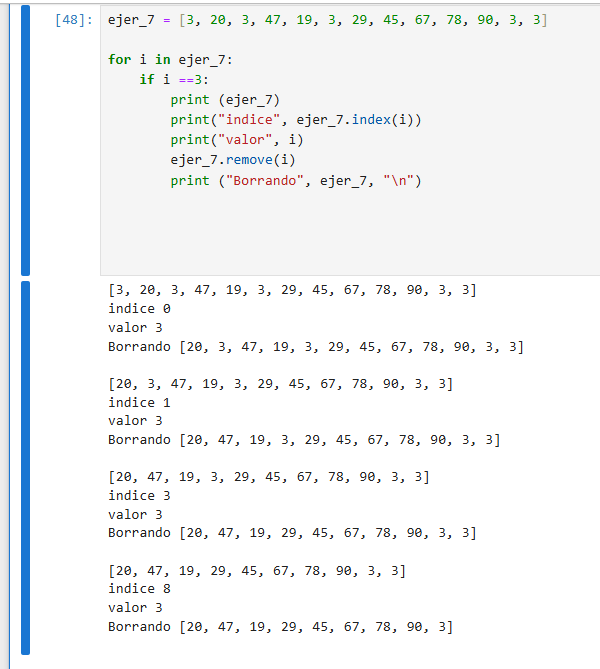 [48]: ejer_7 = [3, 20, 3, 47, 19, 3, 29, 45, 67, 78, 90, 3, 3]
for i in ejer_7:
if i ==3:
print (ejer_7)
print("indice", ejer_7.index(i))
print("valor", i)
ejer_7.remove(i)
print ("Borrando", ejer_7, "\n")
[3, 20, 3, 47, 19, 3, 29, 45, 67, 78, 90, 3, 3]
indice 0
valor 3
Borrando [20, 3, 47, 19, 3, 29, 45, 67, 78, 90, 3, 3]
[20, 3, 47, 19, 3, 29, 45, 67, 78, 90, 3, 3]
indice 1
valor 3
Borrando [20, 47, 19, 3, 29, 45, 67, 78, 90, 3, 3]
[20, 47, 19, 3, 29, 45, 67, 78, 90, 3, 3]
indice 3
valor 3
Borrando [20, 47, 19, 29, 45, 67, 78, 90, 3, 3]
[20, 47, 19, 29, 45, 67, 78, 90, 3, 3]
indice 8
valor 3
Borrando [20, 47, 19, 29, 45, 67, 78, 90, 3]